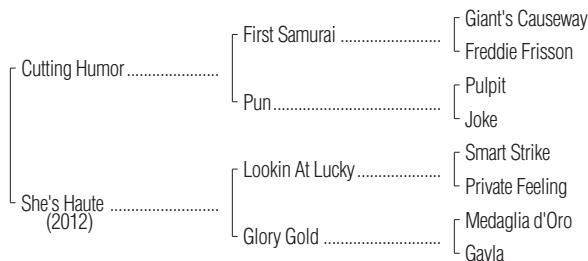 Giant's Causeway
First Samurai ........................
Freddie Frisson
Cutting Humor ......................
Pulpit
Pun .........................................
Joke
Smart Strike
Lookin At Lucky ....................
Private Feeling
She's Haute ..........................
(2012)
Medaglia d'Oro
Glory Gold .............................
Gayla